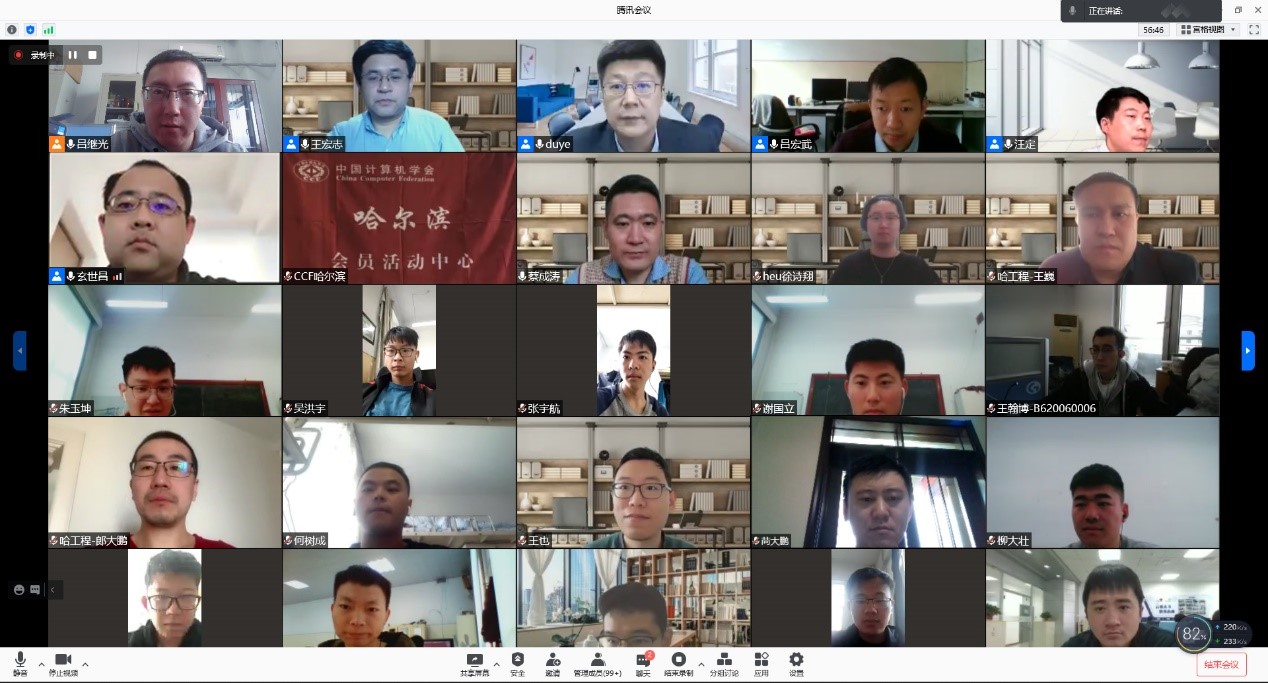 腾讯会议
正在讲话:
56:46
宫格视图
录制中
吕继光
王宏志
duye
吕宏武
汪定
玄世昌
中国计算机学会
China Computer Federation
哈尔滨
会员活动中心
CCF哈尔滨
蔡成涛
heu徐诗翔
哈工程-王巍
朱玉坤
吴洪宇
张宇航
谢国立
王翰博-B620060006
哈工程-郎大鹏
何树成
王也
蔄大鹏
柳大壮
82%
220K/s
233K/s
静音
停止视频
共享屏幕
安全
邀请
管理成员(99+)
聊天
结束录制
分组讨论
应用
设置
结束会议